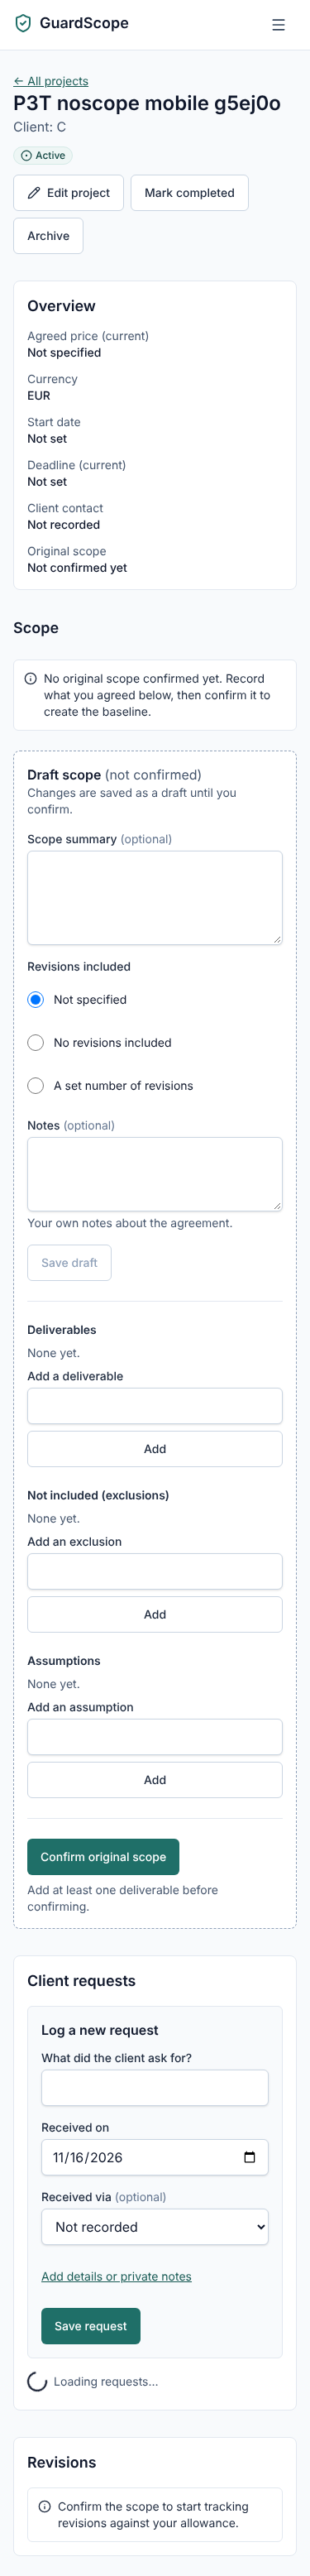 GuardScope
← All projects
P3T noscope mobile g5ej0o
Client: C
Active
Edit project
Mark completed
Archive
Overview
Agreed price (current)
Not specified
Currency
EUR
Start date
Not set
Deadline (current)
Not set
Client contact
Not recorded
Original scope
Not confirmed yet
Scope
No original scope confirmed yet. Record
what you agreed below, then confirm it to
create the baseline.
Draft scope (not confirmed)
Changes are saved as a draft until you
confirm.
Scope summary (optional)
Revisions included
Not specified
No revisions included
A set number of revisions
Notes (optional)
Your own notes about the agreement.
Save draft
Deliverables
None yet.
Add a deliverable
Add
Not included (exclusions)
None yet.
Add an exclusion
Add
Assumptions
None yet.
Add an assumption
Add
Confirm original scope
Add at least one deliverable before
confirming.
Client requests
Log a new request
What did the client ask for?
Received on
11/16/2026
Received via (optional)
Not recorded
Add details or private notes
Save request
Loading requests…
Revisions
Confirm the scope to start tracking
revisions against your allowance.